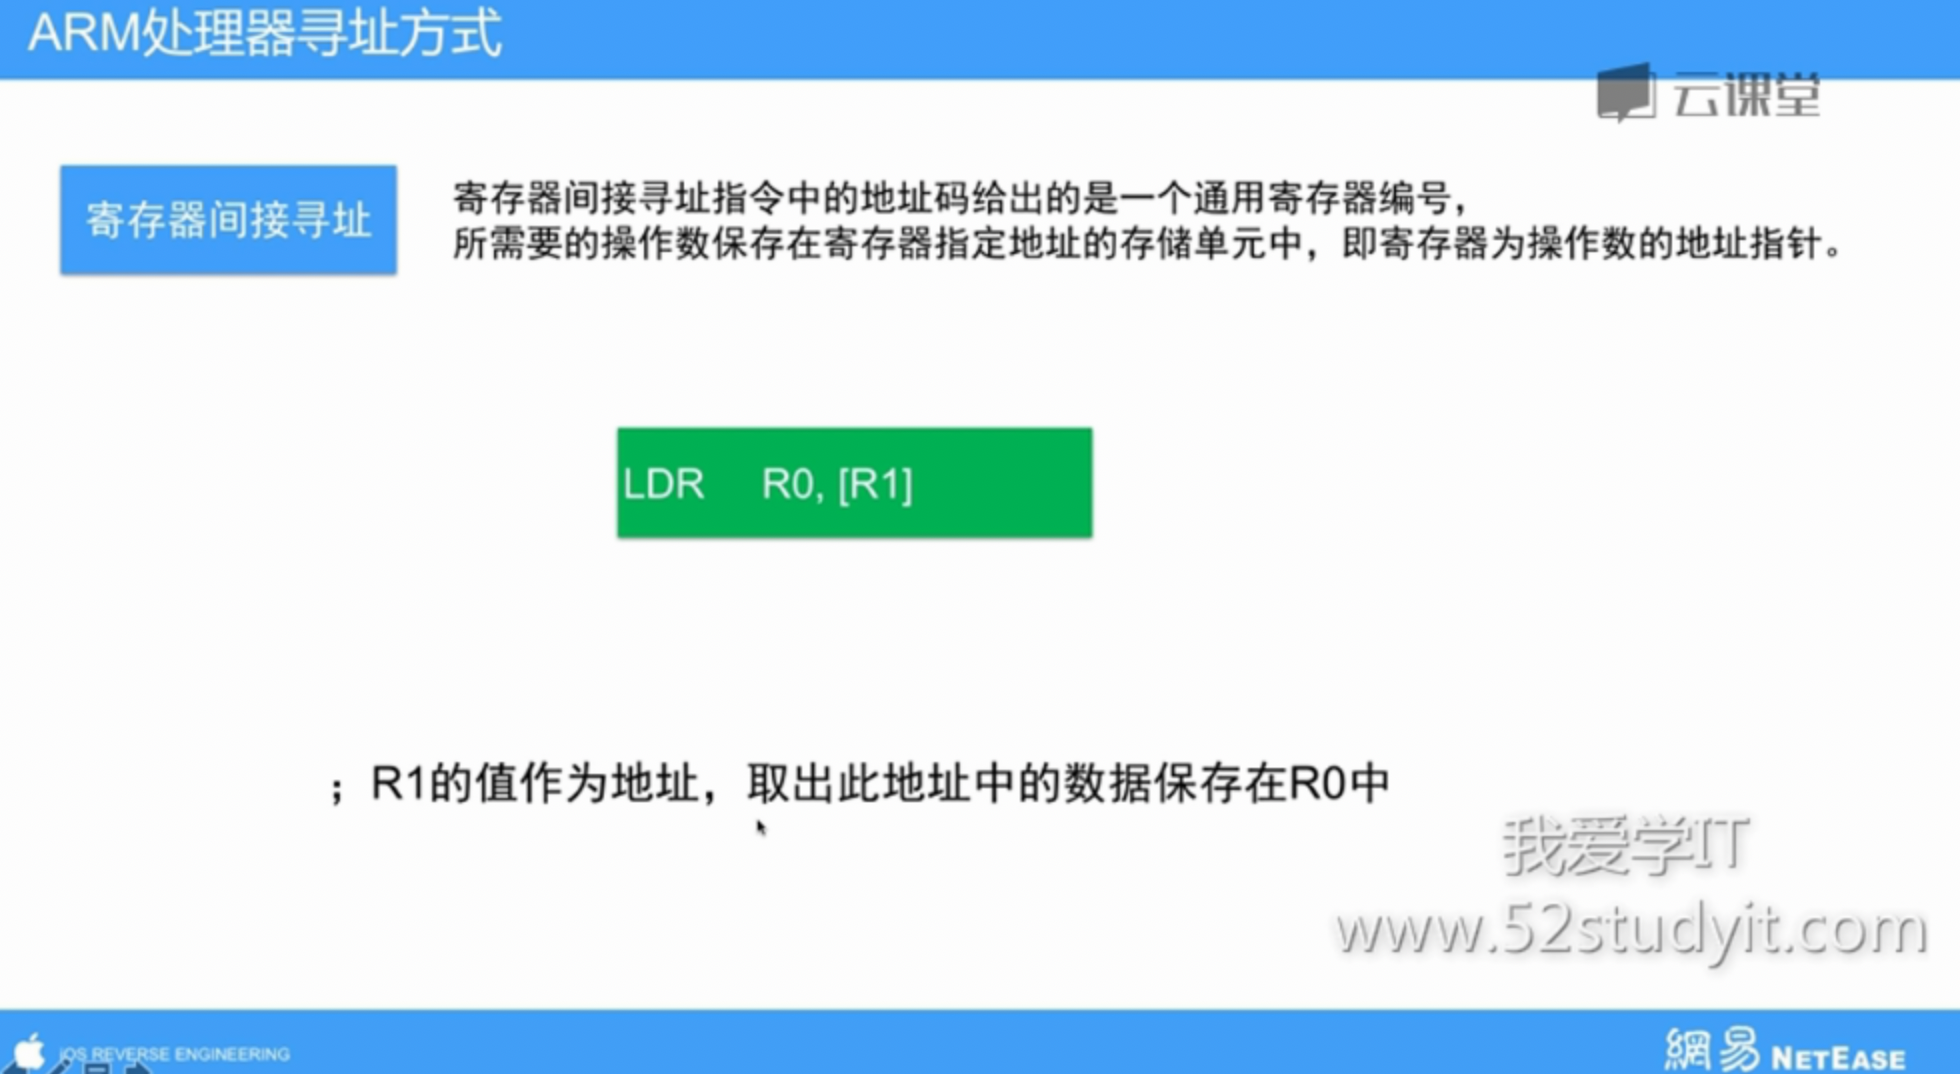 ARM处理器寻址方式
云课堂
寄存器间接寻址
寄存器间接寻址指令中的地址码给出的是一个通用寄存器编号，
所需要的操作数保存在寄存器指定地址的存储单元中，即寄存器为操作数的地址指针。
LDR R0, [R1]
；R1的值作为地址，取出此地址中的数据保存在R0中
我爱学IT
www.52studyit.com
iOS REVERSE ENGINEERING
網易 NETEASE